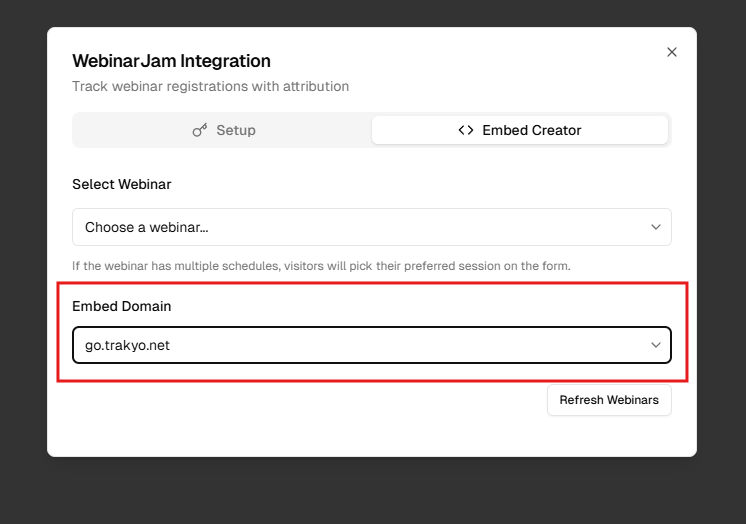 WebinarJam Integration
Track webinar registrations with attribution
Setup
Embed Creator
Select Webinar
Choose a webinar...
If the webinar has multiple schedules, visitors will pick their preferred session on the form.
Embed Domain
go.trakyo.net
Refresh Webinars